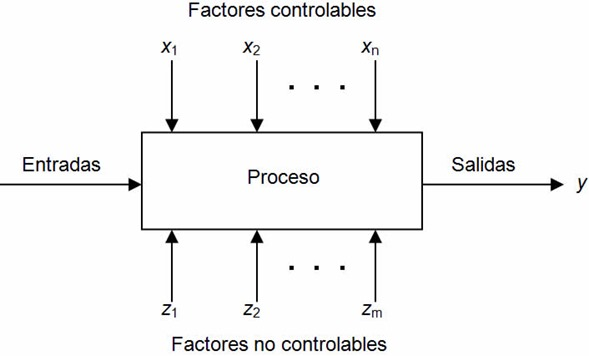 Factores controlables
x1 x2 xn
. . .
Entradas
Proceso
Salidas
y
. . .
z1 z2 zm
Factores no controlables